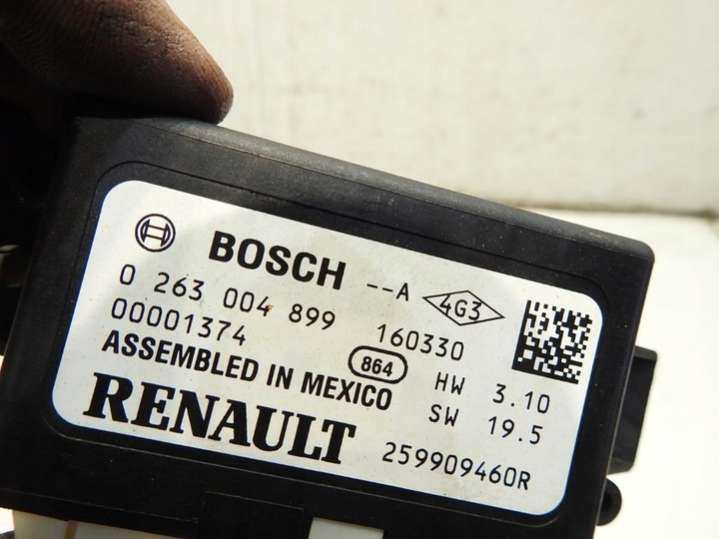 BOSCH --A 4G3
0 263 004 899 160330
00001374 864 HW 3.10
ASSEMBLED IN MEXICO SW 19.5
RENAULT 259909460R